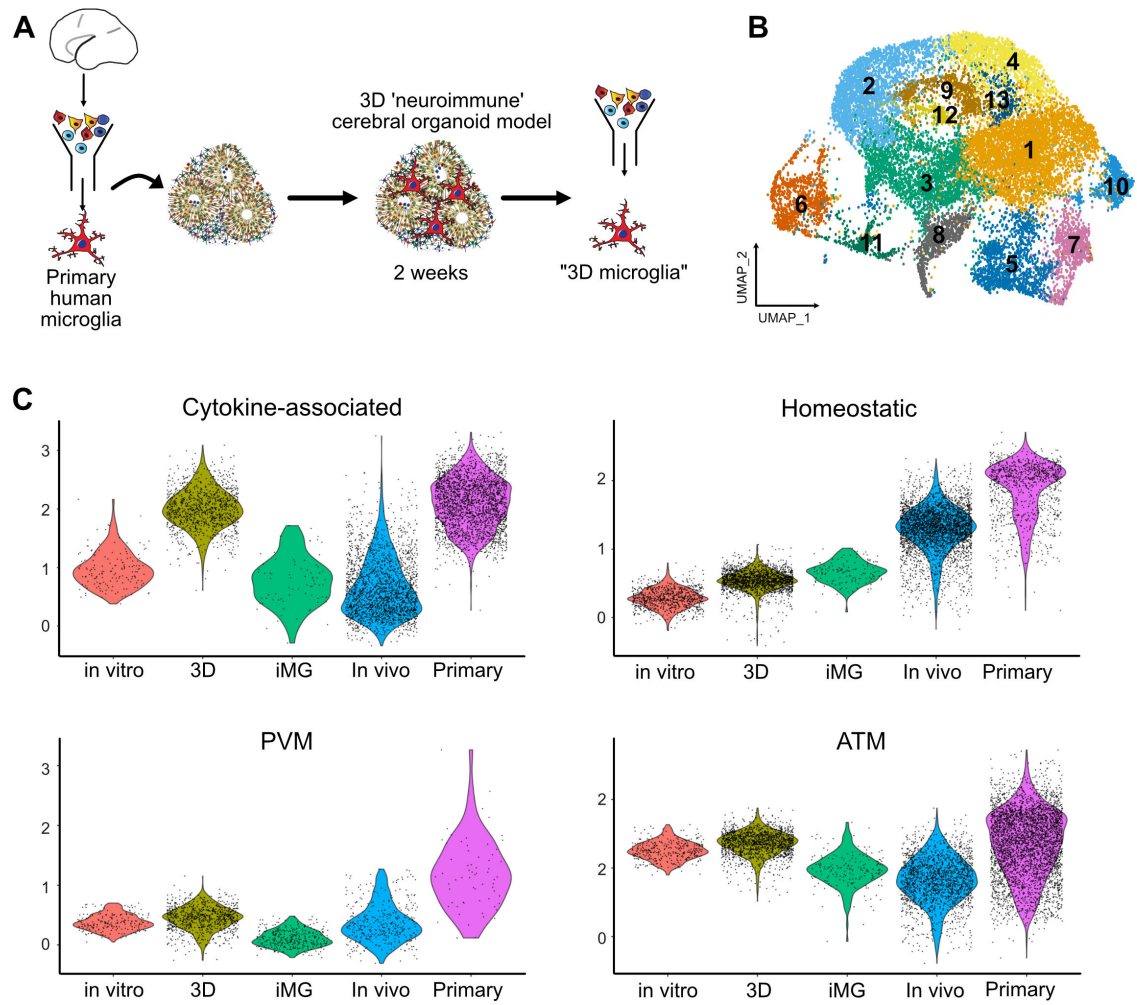 A
3D 'neuroimmune'
cerebral organoid model
Primary
human
microglia
2 weeks
"3D microglia"
B
4
2
9
13
12
1
3
10
6
11
8
7
5
UMAP_2
UMAP_1
C
Cytokine-associated
3
2
1
0
in vitro 3D iMG In vivo Primary
Homeostatic
2
1
0
in vitro 3D iMG In vivo Primary
PVM
3
2
1
0
in vitro 3D iMG In vivo Primary
ATM
2
2
0
in vitro 3D iMG In vivo Primary